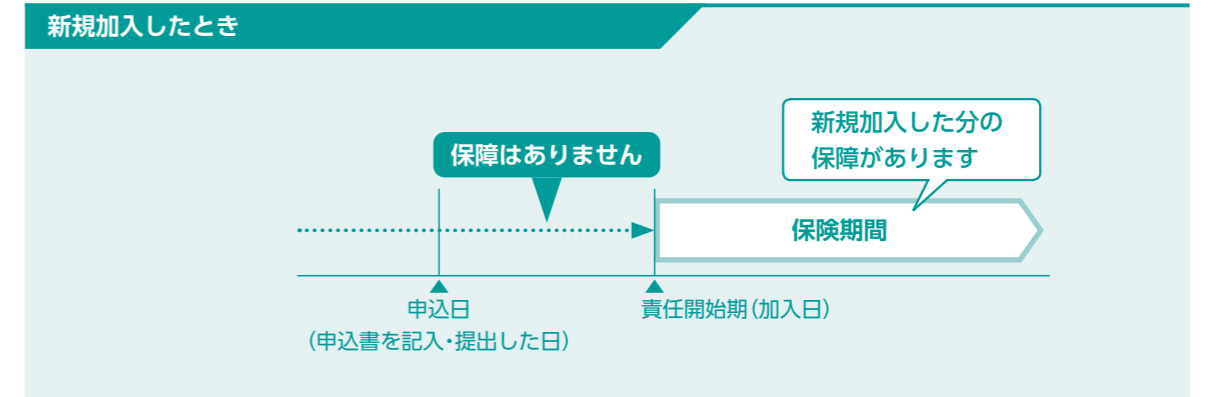 新規加入したとき
新規加入した分の
保障があります
保障はありません
保険期間
申込日
（申込書を記入・提出した日）
責任開始期（加入日）